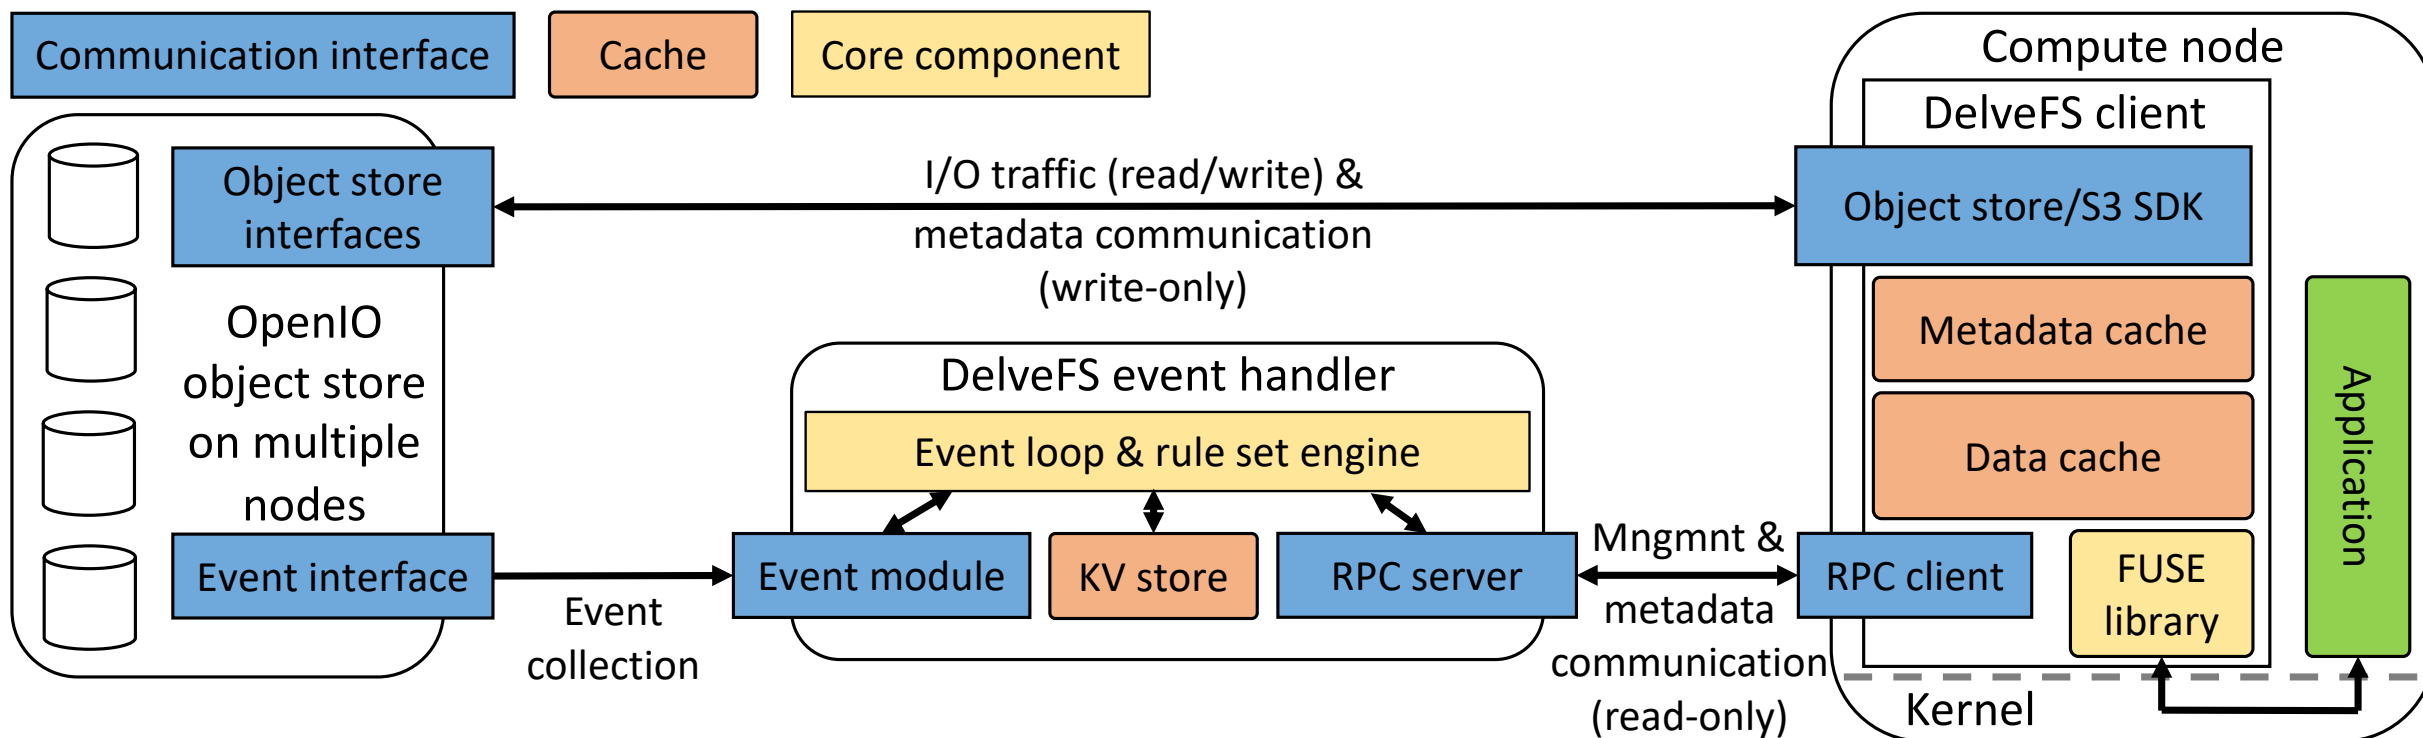 Communication interface
Cache
Core component
Compute node
DelveFS client
Object store
interfaces
I/O traffic (read/write) &
metadata communication
(write-only)
Object store/S3 SDK
OpenIO
object store
on multiple
nodes
Metadata cache
Data cache
Application
DelveFS event handler
Event loop & rule set engine
Event interface
Event
collection
Event module
KV store
RPC server
Mngmnt &
metadata
communication
(read-only)
RPC client
FUSE
library
Kernel